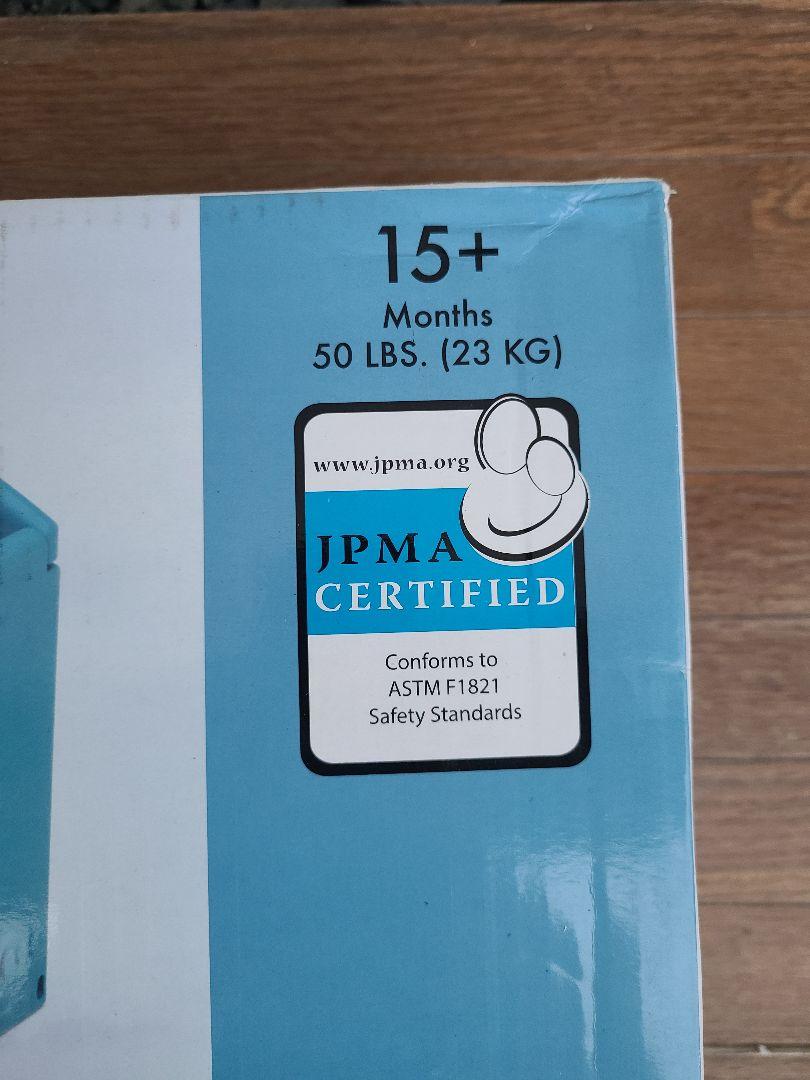 15+
Months
50 LBS. (23 KG)
www.jpma.org
JPMA
CERTIFIED
Conforms to
ASTM F1821
Safety Standards